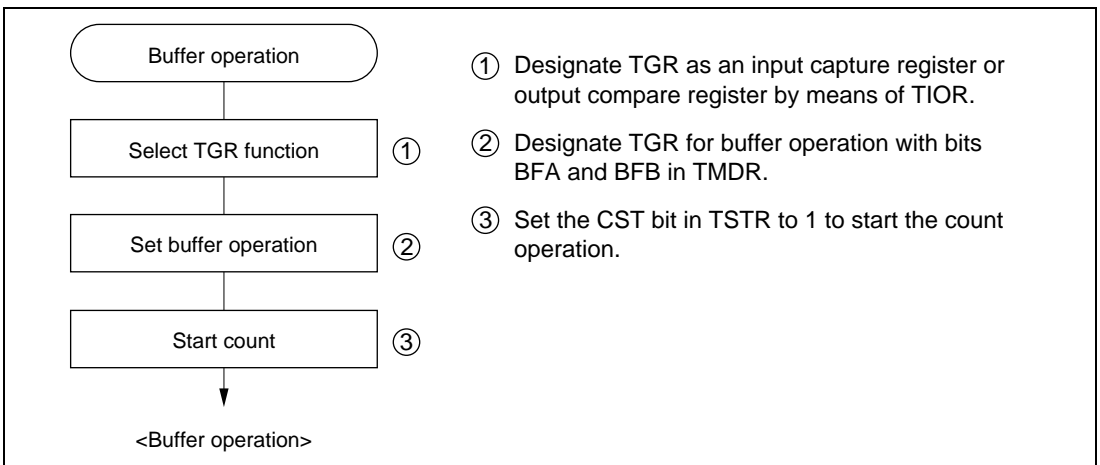 Buffer operation
Select TGR function
①
Set buffer operation
②
Start count
③
<Buffer operation>
① Designate TGR as an input capture register or
output compare register by means of TIOR.
② Designate TGR for buffer operation with bits
BFA and BFB in TMDR.
③ Set the CST bit in TSTR to 1 to start the count
operation.